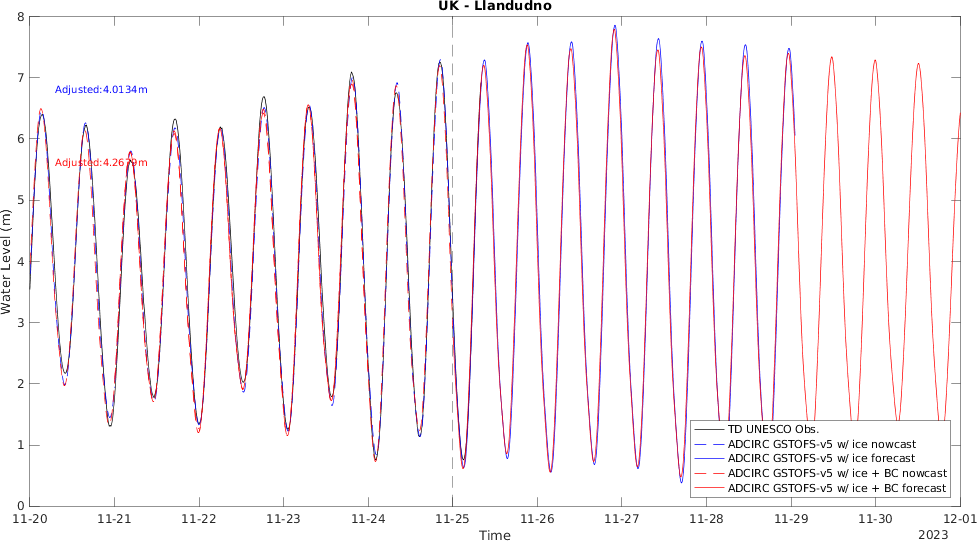 UK - Llandudno
8
7
6
5
4
3
2
1
0
Water Level (m)
Adjusted:4.0134m
TD UNESCO Obs.
ADCIRC GSTOFS-v5 w/ ice nowcast
ADCIRC GSTOFS-v5 w/ ice forecast
ADCIRC GSTOFS-v5 w/ ice + BC nowcast
ADCIRC GSTOFS-v5 w/ ice + BC forecast
11-20 11-21 11-22 11-23 11-24 11-25 11-26 11-27 11-28 11-29 11-30 12-01
Time
2023